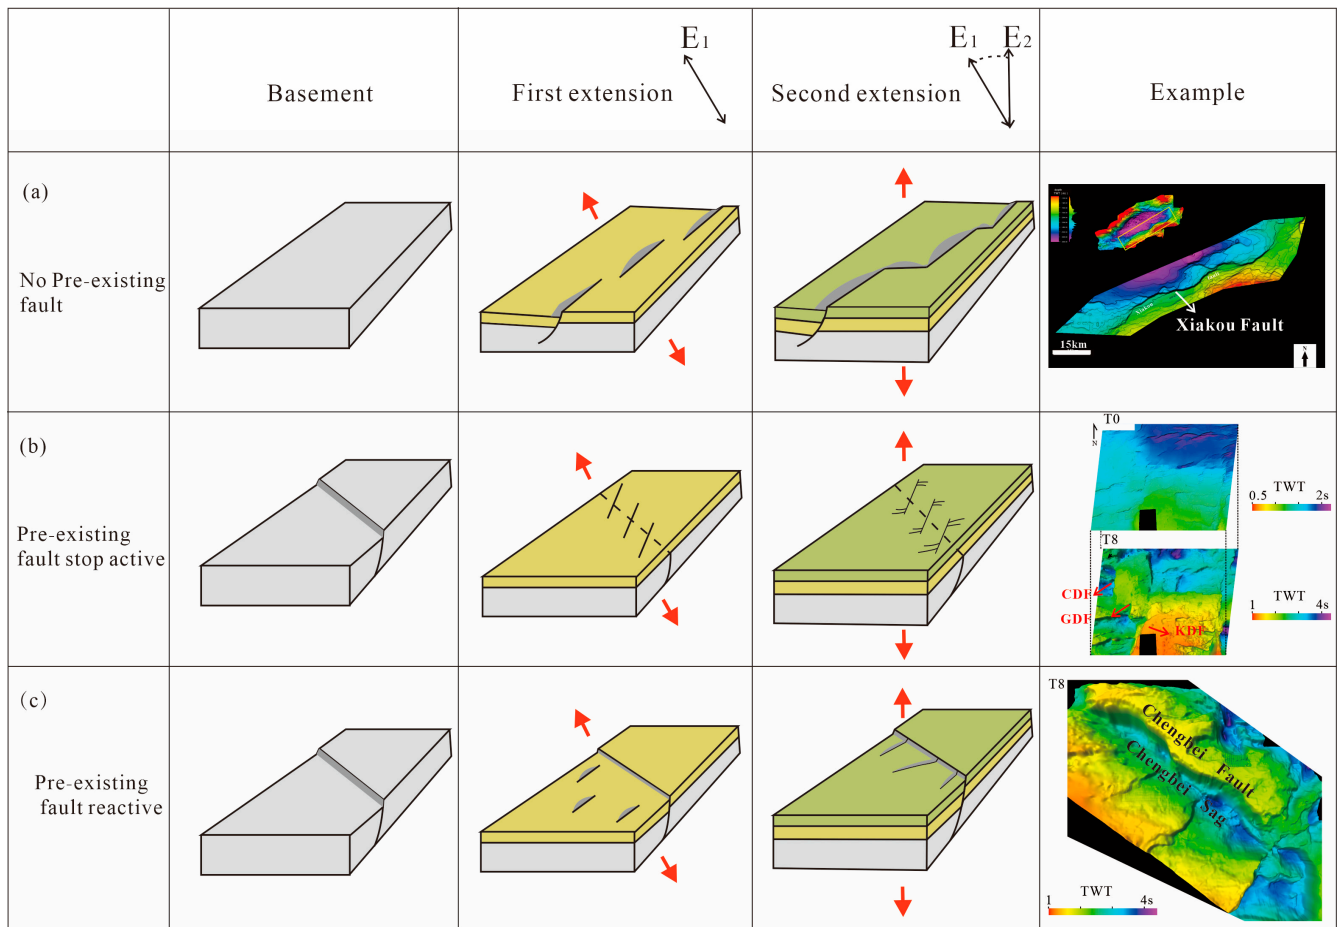 E1
E1 E2
Basement
First extension
Second extension
Example
(a)
No Pre-existing
fault
Xiakou
Xiakou Fault
15km
N
(b)
Pre-existing
fault stop active
T0
N
TWT
0.5 2s
T8
CDF
GDF
KDF
TWT
1 4s
(c)
Pre-existing
fault reactive
T8
Chengbei Fault
Chengbei Sag
TWT
1 4s